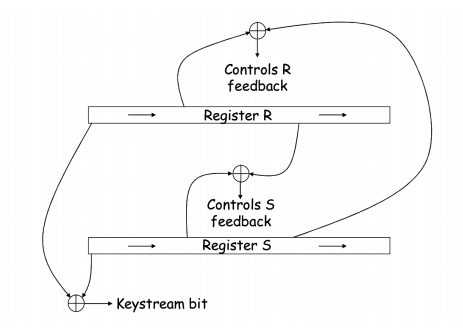 Controls R
feedback
Register R
Controls S
feedback
Register S
Keystream bit